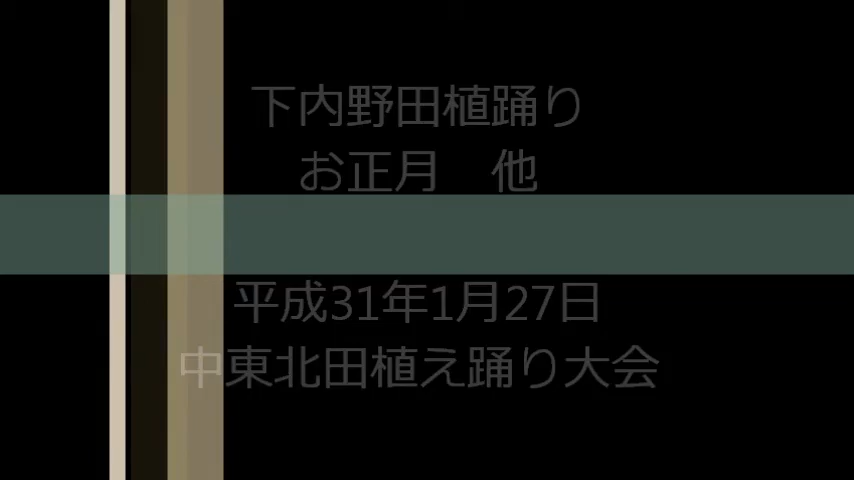 下内野田植踊り
お正月　他
平成31年1月27日
中東北田植え踊り大会